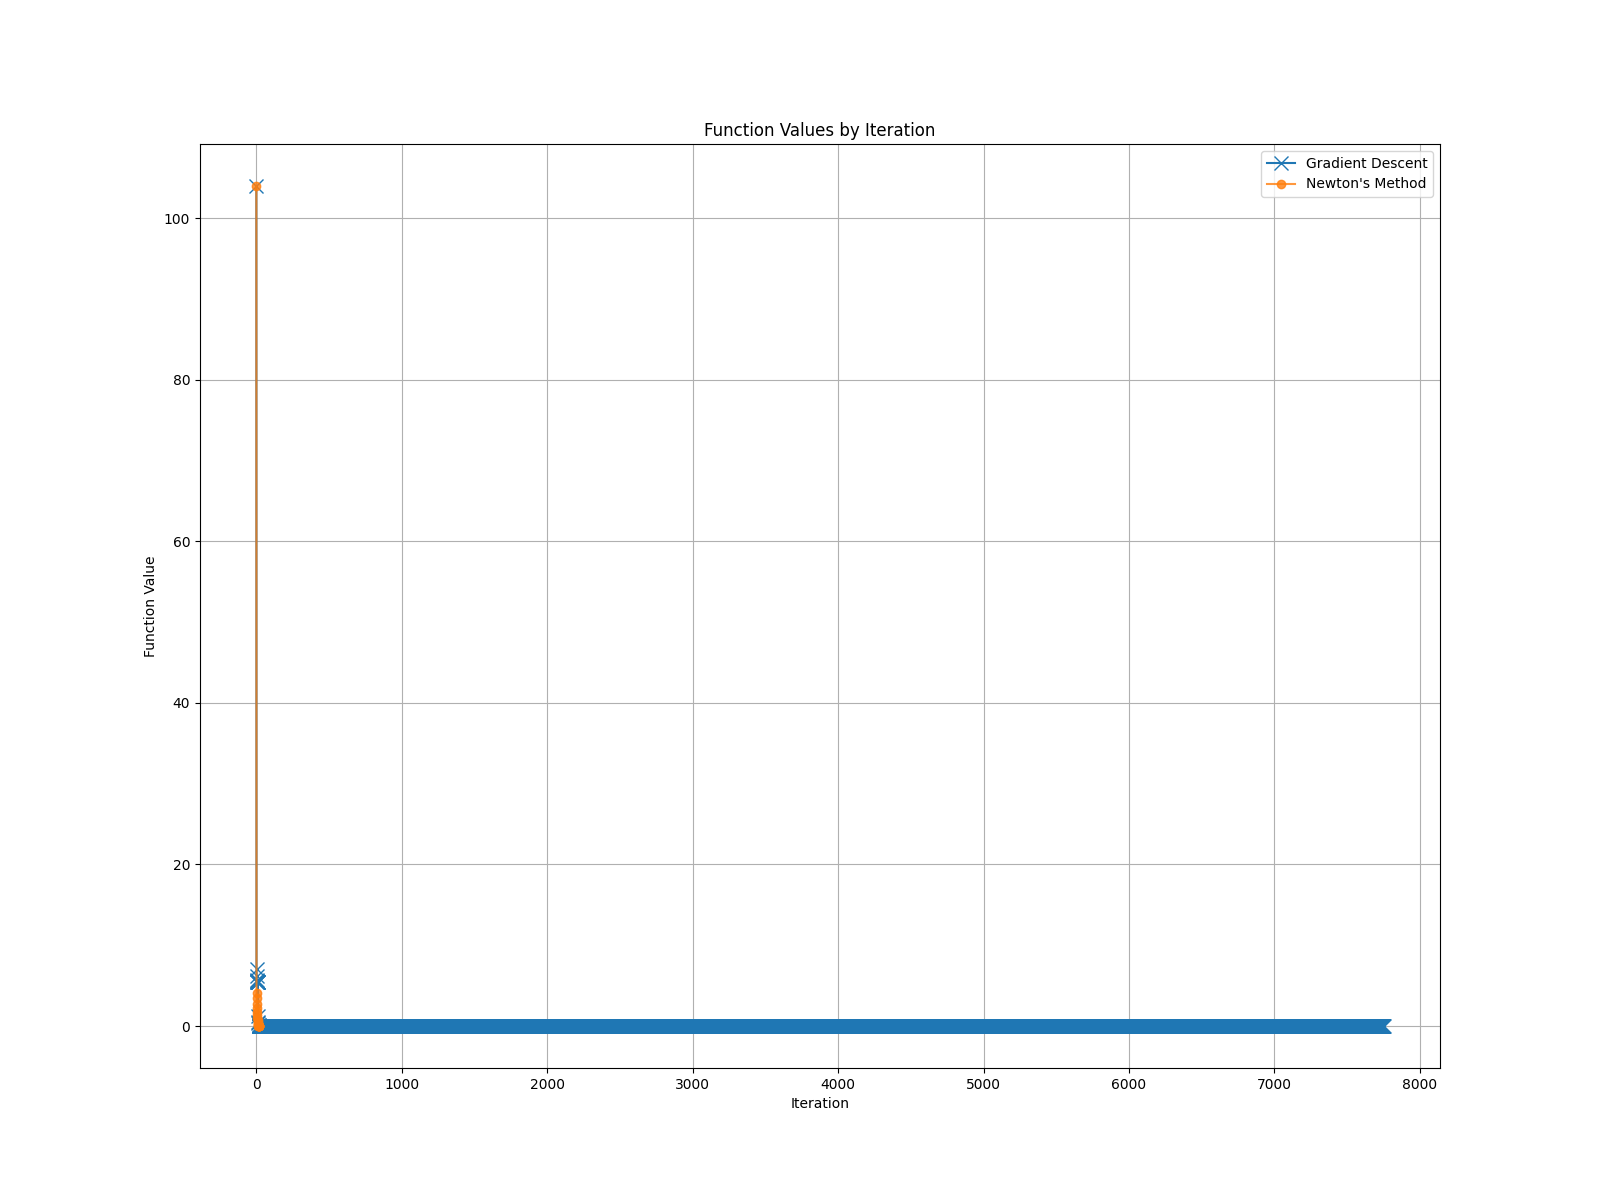 Function Values by Iteration
Gradient Descent
Newton's Method
100
80
60
40
20
0
Function Value
0 1000 2000 3000 4000 5000 6000 7000 8000
Iteration